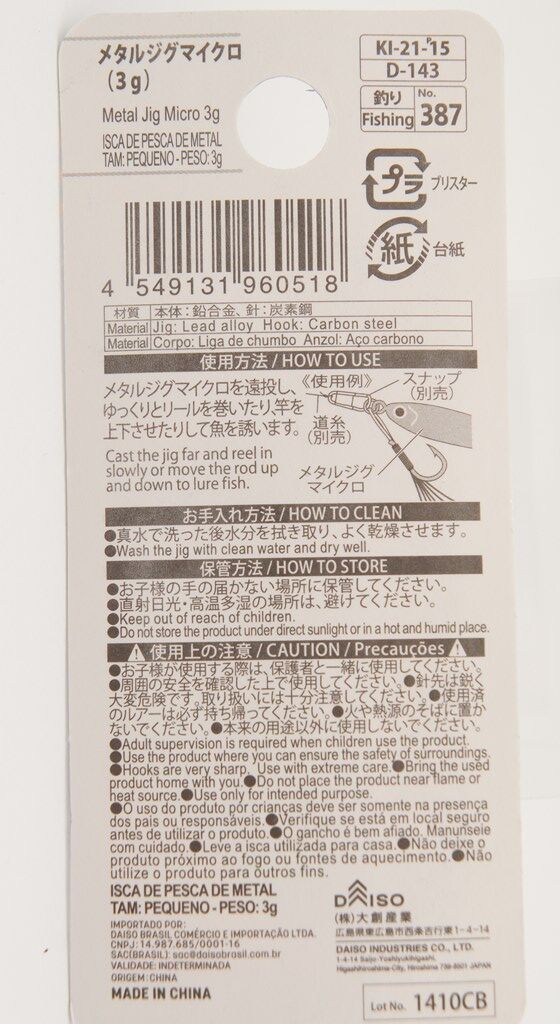 メタルジグマイクロ
（3g）
Metal Jig Micro 3g
ISCA DE PESCA DE METAL
TAM: PEQUENO - PESO: 3g
KI-21-P15
D-143
釣り
Fishing
No.
387
プラ
ブリスター
紙
台紙
4 549131 960518
材質 本体：鉛合金、針：炭素鋼
Material Jig: Lead alloy Hook: Carbon steel
Material Corpo: Liga de chumbo Anzol: Aço carbono
使用方法 / HOW TO USE
メタルジグマイクロを遠投し、
ゆっくりとリールを巻いたり、竿を
上下させたりして魚を誘います。
Cast the jig far and reel in
slowly or move the rod up
and down to lure fish.
《使用例》
スナップ
（別売）
道糸
（別売）
メタルジグ
マイクロ
お手入れ方法 / HOW TO CLEAN
●真水で洗った後水分を拭き取り、よく乾燥させます。
●Wash the jig with clean water and dry well.
保管方法 / HOW TO STORE
●お子様の手の届かない場所に保管してください。
●直射日光・高温多湿の場所は、避けてください。
●Keep out of reach of children.
●Do not store the product under direct sunlight or in a hot and humid place.
使用上の注意 / CAUTION / Precauções
●お子様が使用する際は、保護者と一緒に使用してください。
●周囲の安全を確認した上で使用してください。●針先は鋭く
大変危険です。取り扱いには十分注意してください。●使用済
のルアーは必ず持ち帰ってください。●火や熱源のそばに置か
ないでください。●本来の用途以外に使用しないでください。
●Adult supervision is required when children use the product.
●Use the product where you can ensure the safety of surroundings.
●Hooks are very sharp. Use with extreme care.●Bring the used
product home with you.●Do not place the product near flame or
heat source.●Use only for intended purpose.
●O uso do produto por crianças deve ser somente na presença
dos pais ou responsáveis.●Verifique se está em local seguro
antes de utilizar o produto.●O gancho é bem afiado. Manuseie
com cuidado.●Leve a isca utilizada para casa.●Não deixe o
produto próximo ao fogo ou fontes de aquecimento.●Não
utilize o produto para outros fins.
ISCA DE PESCA DE METAL
TAM: PEQUENO - PESO: 3g
IMPORTADO POR:
DAISO BRASIL COMÉRCIO E IMPORTAÇÃO LTDA.
CNPJ: 14.987.685/0001-16
SAC(BRASIL): sac@daisobrasil.com.br
VALIDADE: INDETERMINADA
ORIGEM: CHINA
MADE IN CHINA
DAISO
（株）大創産業
広島県東広島市西条吉行東1-4-14
DAISO INDUSTRIES CO., LTD.
1-4-14 Saijo-Yoshiyukihigashi,
Higashihiroshima-City, Hiroshima 739-8501 JAPAN
Lot No. 1410CB